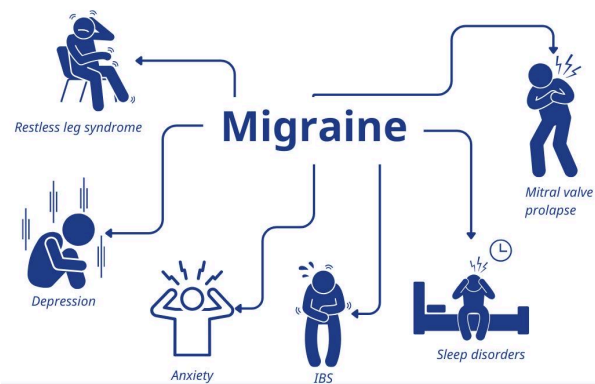 Migraine
Restless leg syndrome
Mitral valve
prolapse
Depression
Anxiety
IBS
Sleep disorders